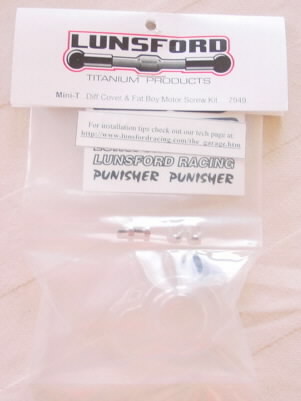 LUNSFORD
TITANIUM PRODUCTS
Mini-T Diff Cover & Fat Boy Motor Screw Kit 2949
For installation tips check out our tech page at:
http://www.lunsfordracing.com/the_garage.htm
LUNSFORD RACING
PUNISHER PUNISHER